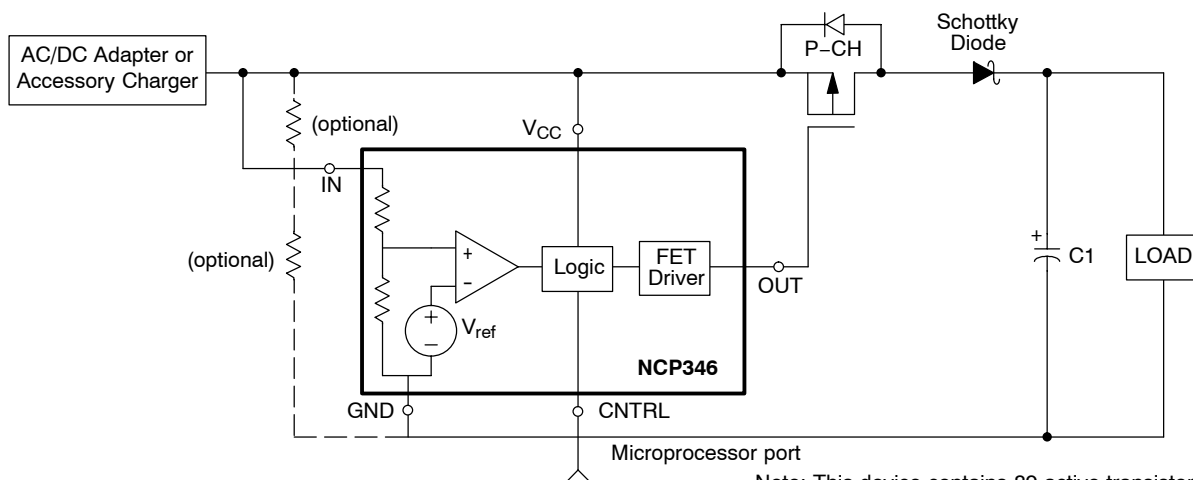 AC/DC Adapter or
Accessory Charger
P–CH
Schottky
Diode
(optional)
VCC
IN
(optional)
+
–
Logic
FET
Driver
OUT
+
–
Vref
NCP346
+
C1
LOAD
GND
CNTRL
Microprocessor port